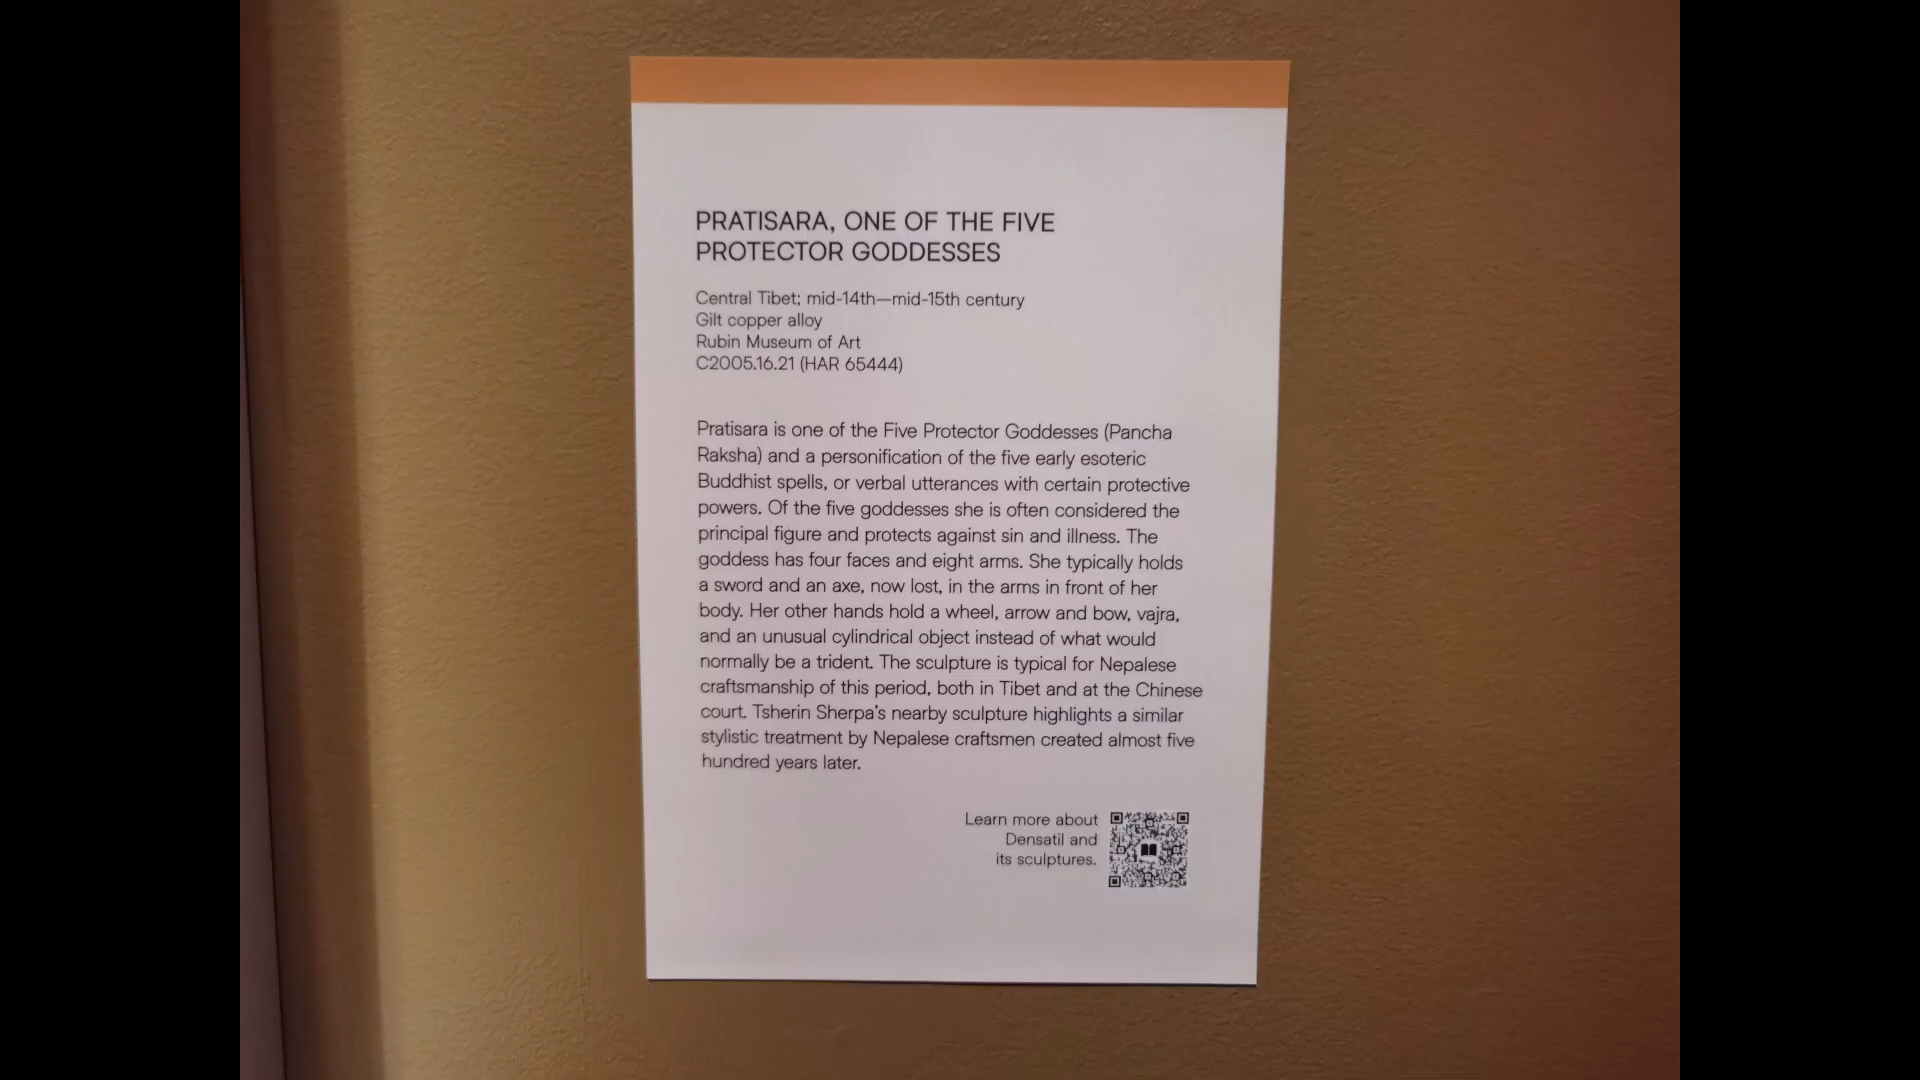 PRATISARA, ONE OF THE FIVE
PROTECTOR GODDESSES
Central Tibet; mid-14th—mid-15th century
Gilt copper alloy
Rubin Museum of Art
C2005.16.21 (HAR 65444)
Pratisara is one of the Five Protector Goddesses (Pancha
Raksha) and a personification of the five early esoteric
Buddhist spells, or verbal utterances with certain protective
powers. Of the five goddesses she is often considered the
principal figure and protects against sin and illness. The
goddess has four faces and eight arms. She typically holds
a sword and an axe, now lost, in the arms in front of her
body. Her other hands hold a wheel, arrow and bow, vajra,
and an unusual cylindrical object instead of what would
normally be a trident. The sculpture is typical for Nepalese
craftsmanship of this period, both in Tibet and at the Chinese
court. Tsherin Sherpa's nearby sculpture highlights a similar
stylistic treatment by Nepalese craftsmen created almost five
hundred years later.
Learn more about
Densatil and
its sculptures.